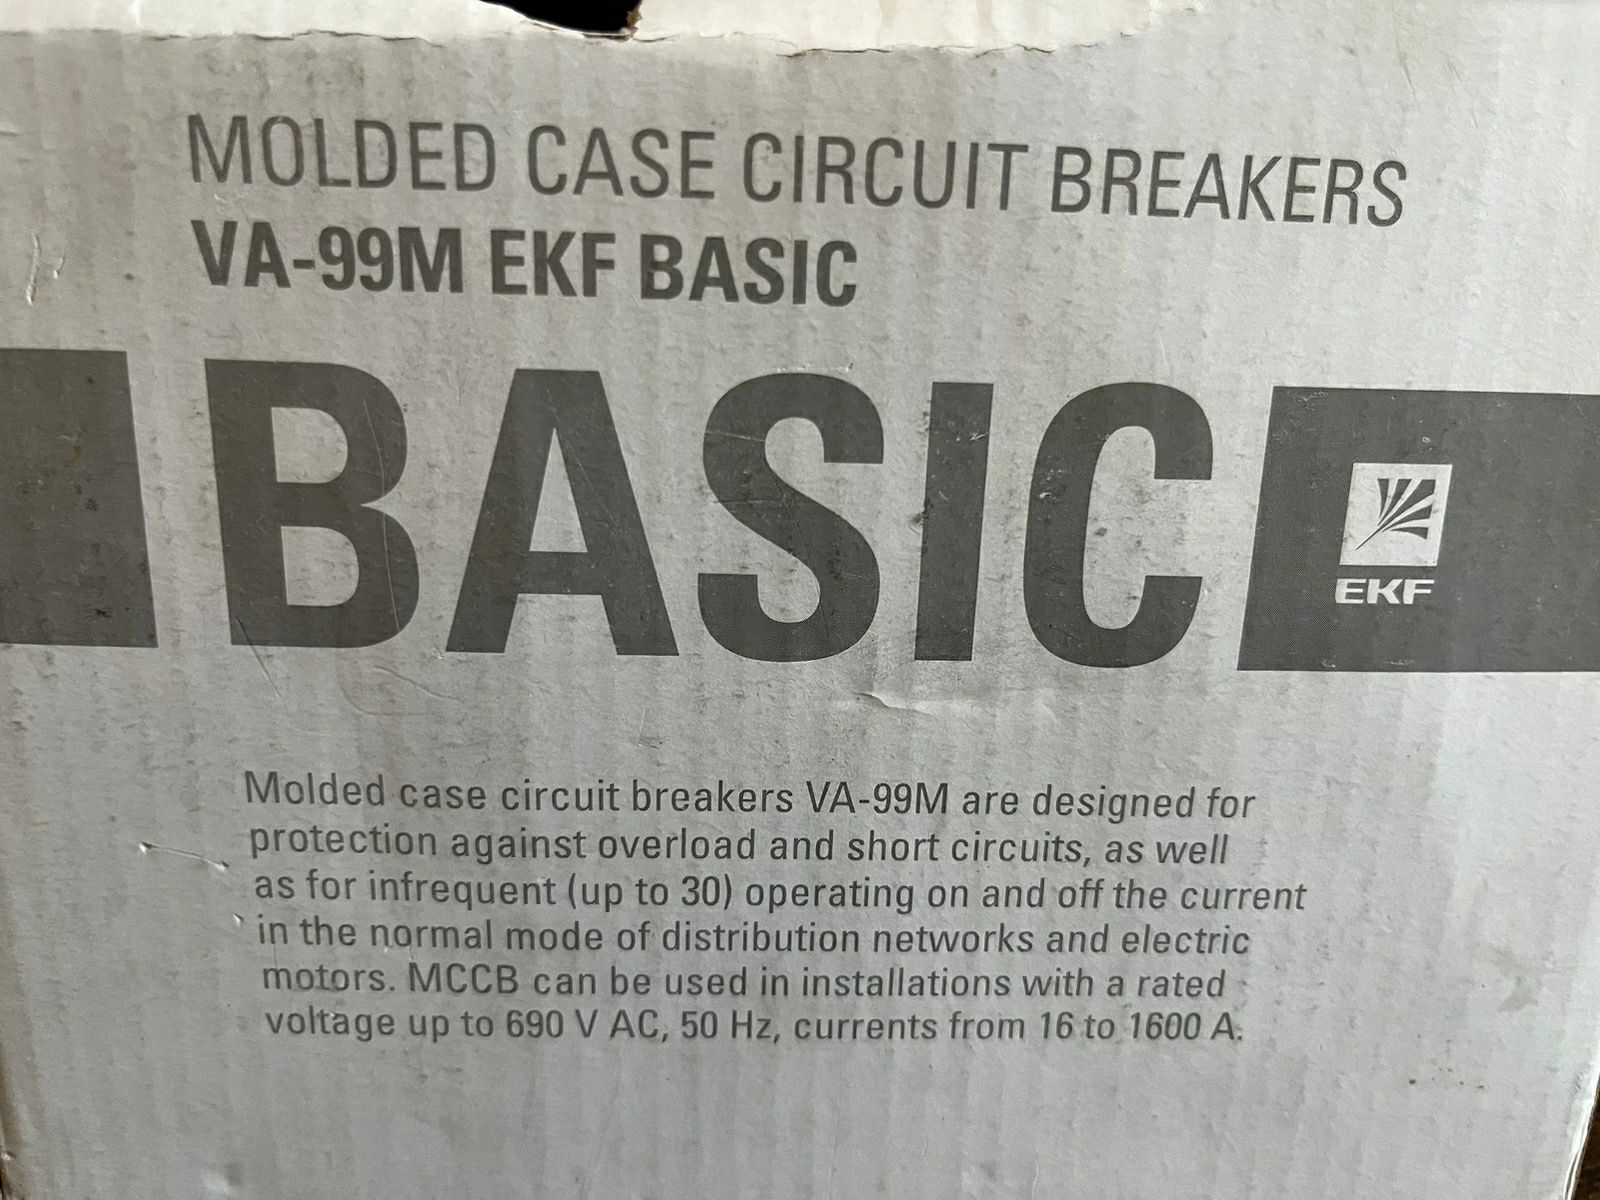 MOLDED CASE CIRCUIT BREAKERS
VA-99M EKF BASIC
BASIC
EKF
Molded case circuit breakers VA-99M are designed for
protection against overload and short circuits, as well
as for infrequent (up to 30) operating on and off the current
in the normal mode of distribution networks and electric
motors. MCCB can be used in installations with a rated
voltage up to 690 V AC, 50 Hz, currents from 16 to 1600 A.